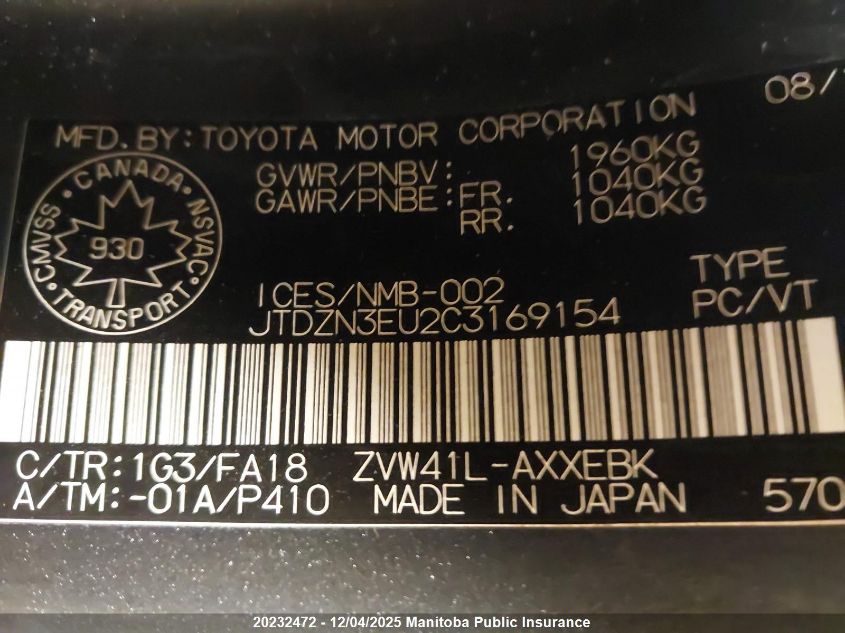 08/
MFD. BY: TOYOTA MOTOR CORPORATION
GVWR/PNBV: 1960KG
GAWR/PNBE: FR. 1040KG
RR. 1040KG
CANADA
CMVSS 930 NSVAC
TRANSPORT
ICES/NMB-002
JTDZN3EU2C3169154
TYPE
PC/VT
C/TR: 1G3/FA18 ZVW41L-AXXEBK
A/TM: -01A/P410 MADE IN JAPAN 570
20232472 - 12/04/2025 Manitoba Public Insurance